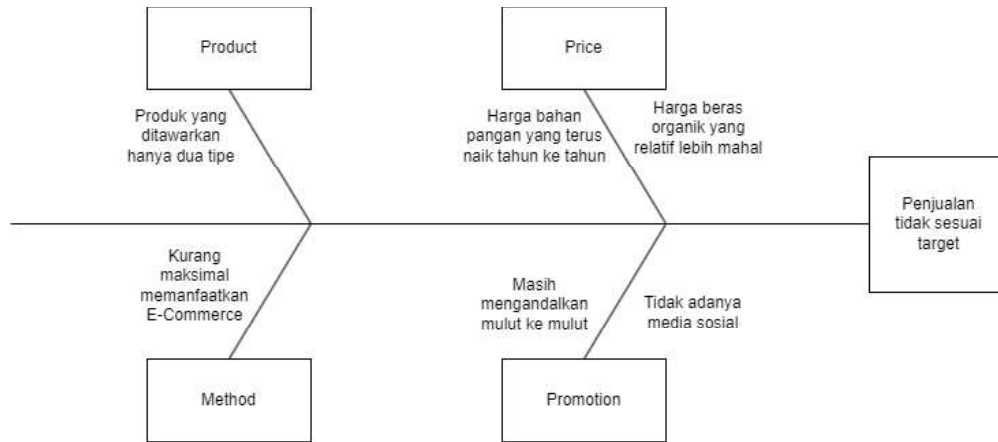 Product
Price
Produk yang
ditawarkan
hanya dua tipe
Harga bahan
pangan yang terus
naik tahun ke tahun
Harga beras
organik yang
relatif lebih mahal
Penjualan
tidak sesuai
target
Kurang
maksimal
memanfaatkan
E-Commerce
Masih
mengandalkan
mulut ke mulut
Tidak adanya
media sosial
Method
Promotion